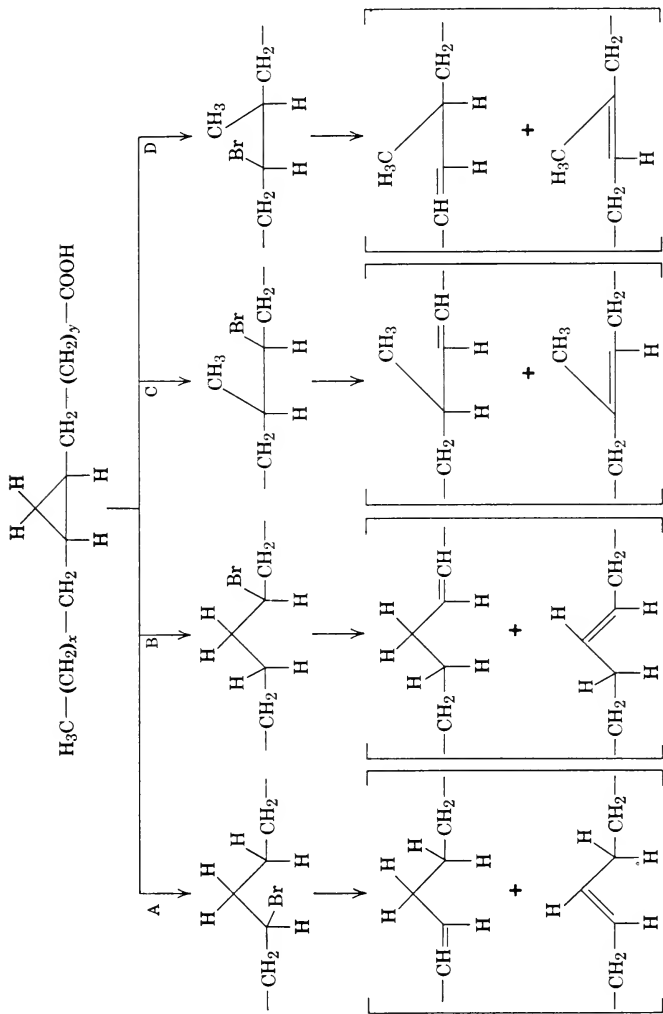 H H
H₃C—(CH₂)ₓ—CH₂ CH₂—(CH₂)y—COOH
H H
A B C D
H H H
Br
—CH₂ CH₂—
H H
H H H
Br
—CH₂ CH₂—
H H
CH₃ Br
—CH₂ CH₂—
H H
CH₃
Br
—CH₂ CH₂—
H H
H H H
—CH CH₂—
H H
+
H H
—CH₂ CH₂—
H H
H H H
—CH₂ CH—
H H
+
H H
—CH₂ CH₂—
H H
CH₃
—CH₂ CH—
H H
+
CH₃
—CH₂ CH₂—
H
H₃C
—CH CH₂—
H H
+
H₃C
—CH₂ CH₂—
H